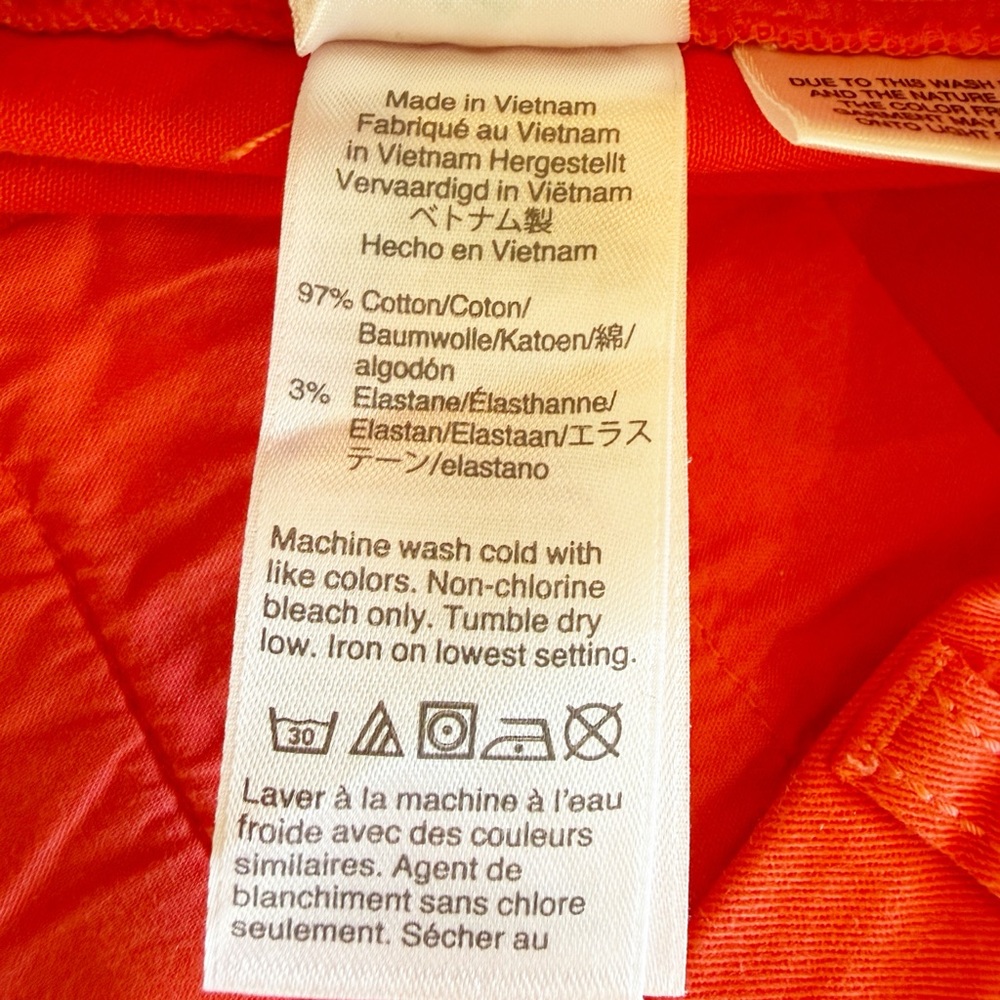 Made in Vietnam
Fabriqué au Vietnam
in Vietnam Hergestellt
Vervaardigd in Viëtnam
ベトナム製
Hecho en Vietnam
97% Cotton/Coton/
Baumwolle/Katoen/綿/
algodón
3% Elastane/Élasthanne/
Elastan/Elastaan/エラス
テーン/elastano
Machine wash cold with
like colors. Non-chlorine
bleach only. Tumble dry
low. Iron on lowest setting.
30
Laver à la machine à l'eau
froide avec des couleurs
similaires. Agent de
blanchiment sans chlore
seulement. Sécher au
DUE TO THIS WASH
AND THE NATURE
THE COLOR
GARMENT MAY
ONTO LIGHT